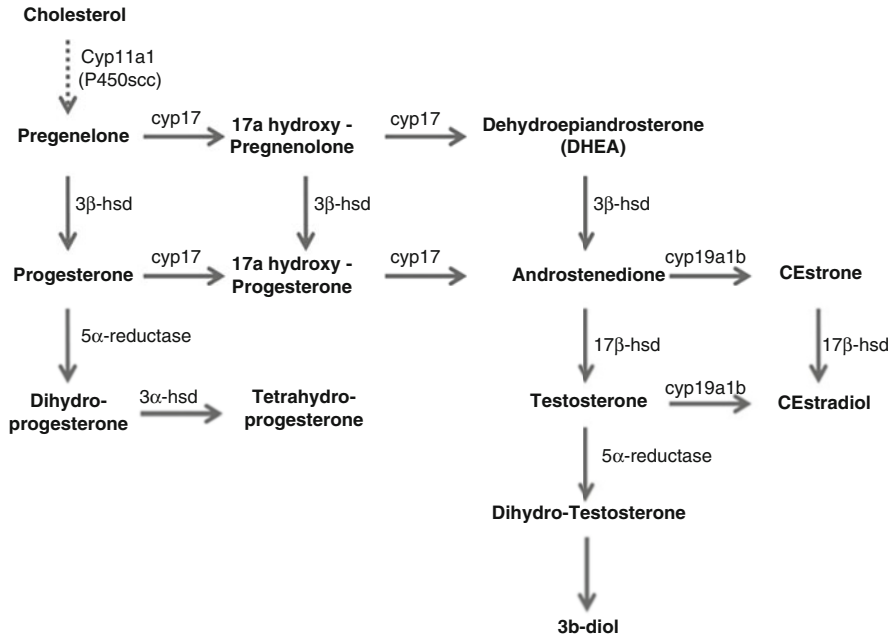 Cholesterol
Cyp11a1
(P450scc)
Pregenelone
cyp17
17a hydroxy -
Pregnenolone
cyp17
Dehydroepiandrosterone
(DHEA)
3β-hsd
3β-hsd
3β-hsd
Progesterone
cyp17
17a hydroxy -
Progesterone
cyp17
Androstenedione
cyp19a1b
CEstrone
5α-reductase
17β-hsd
17β-hsd
Dihydro-
progesterone
3α-hsd
Tetrahydro-
progesterone
Testosterone
cyp19a1b
CEstradiol
5α-reductase
Dihydro-Testosterone
3b-diol